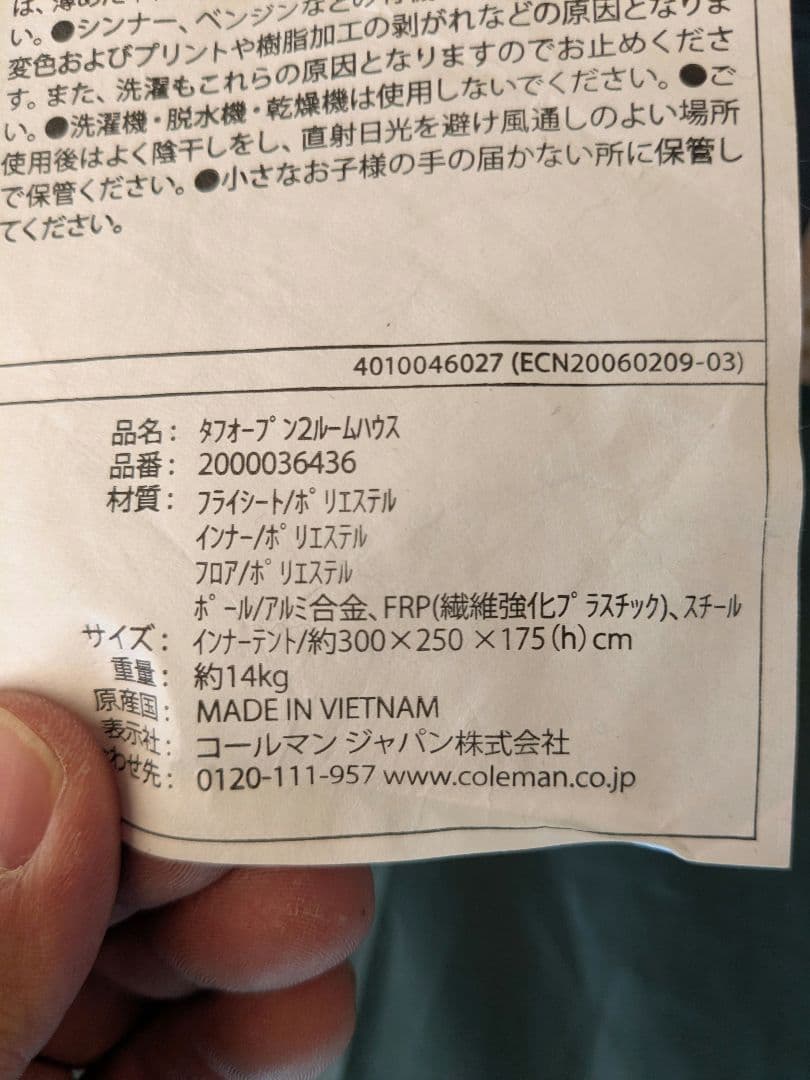 は、薄めた中
い。●シンナー、ベンジンなどの有機
変色およびプリントや樹脂加工の剥がれなどの原因となりま
す。また、洗濯もこれらの原因となりますのでお止めくださ
い。●洗濯機・脱水機・乾燥機は使用しないでください。●ご
使用後はよく陰干しをし、直射日光を避け風通しのよい場所
で保管ください。●小さなお子様の手の届かない所に保管し
てください。
4010046027 (ECN20060209-03)
品名: ﾀﾌｵｰﾌﾟﾝ2ﾙｰﾑﾊｳｽ
品番: 2000036436
材質: ﾌﾗｲｼｰﾄ/ﾎﾟﾘｴｽﾃﾙ
ｲﾝﾅｰ/ﾎﾟﾘｴｽﾃﾙ
ﾌﾛｱ/ﾎﾟﾘｴｽﾃﾙ
ﾎﾟｰﾙ/ｱﾙﾐ合金、FRP(繊維強化ﾌﾟﾗｽﾁｯｸ)、ｽﾁｰﾙ
サイズ: ｲﾝﾅｰﾃﾝﾄ/約300×250 ×175(h)cm
重量: 約14kg
原産国: MADE IN VIETNAM
表示社: コールマン ジャパン株式会社
わせ先: 0120-111-957 www.coleman.co.jp